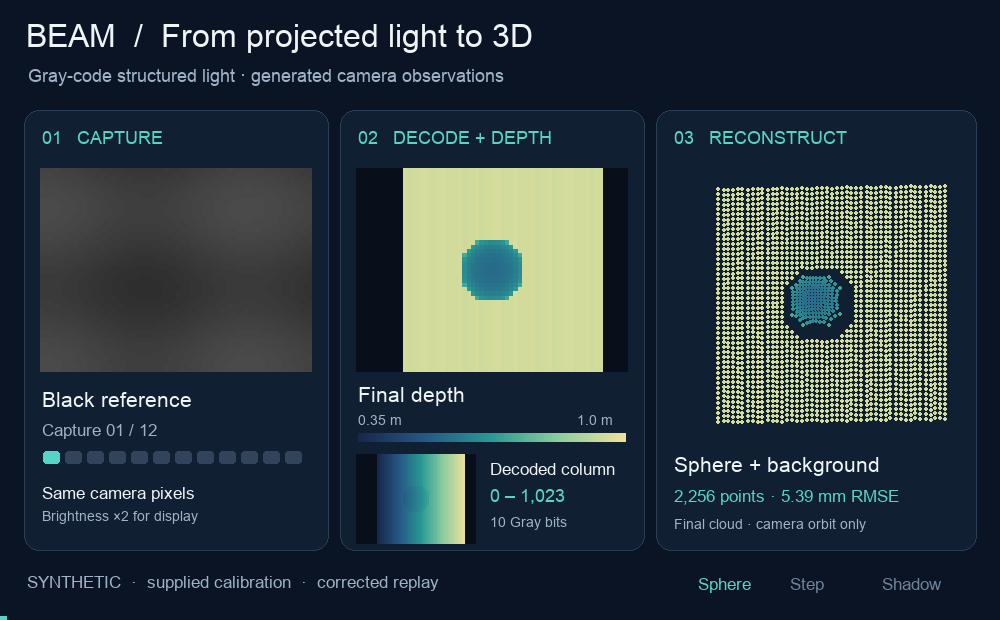 BEAM / From projected light to 3D
Gray-code structured light · generated camera observations
01 CAPTURE
Black reference
Capture 01 / 12
Same camera pixels
Brightness ×2 for display
02 DECODE + DEPTH
Final depth
0.35 m 1.0 m
Decoded column
0 – 1,023
10 Gray bits
03 RECONSTRUCT
Sphere + background
2,256 points · 5.39 mm RMSE
Final cloud · camera orbit only
SYNTHETIC · supplied calibration · corrected replay
Sphere Step Shadow